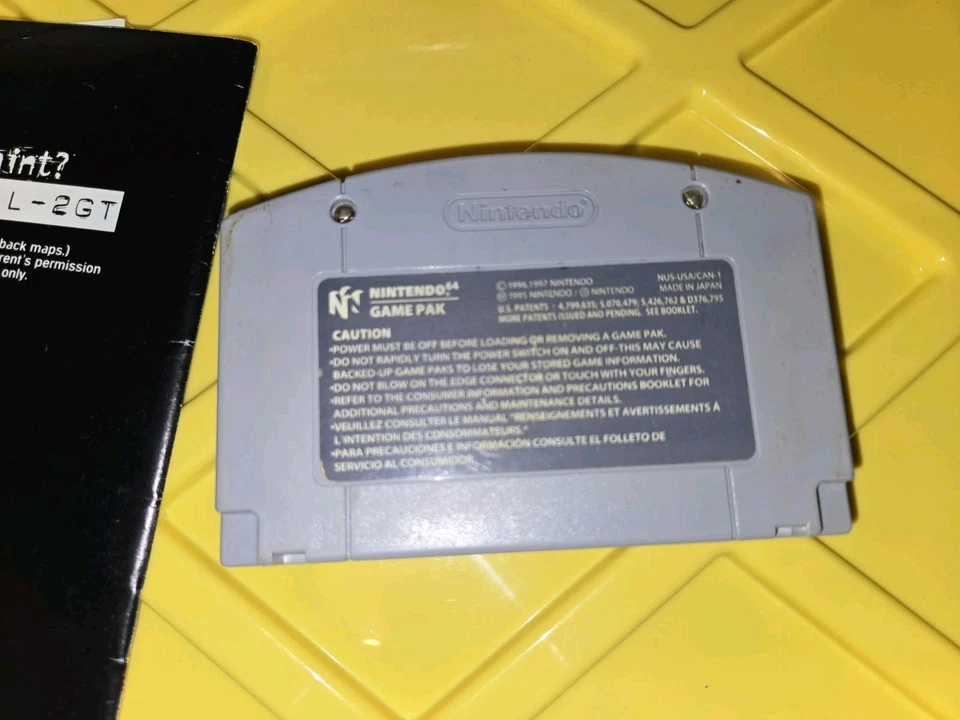 int?
L-2GT
back maps.)
rent's permission
only.
Nintendo
NINTENDO64
GAME PAK
©1996,1997 NINTENDO
NUS-USA/CAN-1
MADE IN JAPAN
U.S. PATENTS : 4,799,635; 5,070,479; 5,426,762 & D376,795
MORE PATENTS ISSUED AND PENDING. SEE BOOKLET.
CAUTION
•POWER MUST BE OFF BEFORE LOADING OR REMOVING A GAME PAK.
•DO NOT RAPIDLY TURN THE POWER SWITCH ON AND OFF-THIS MAY CAUSE
BACKED-UP GAME PAKS TO LOSE YOUR STORED GAME INFORMATION.
•DO NOT BLOW ON THE EDGE CONNECTOR OR TOUCH WITH YOUR FINGERS.
•REFER TO THE CONSUMER INFORMATION AND PRECAUTIONS BOOKLET FOR
ADDITIONAL PRECAUTIONS AND MAINTENANCE DETAILS.
•VEUILLEZ CONSULTER LE MANUAL "RENSEIGNEMENTS ET AVERTISSEMENTS À
L'INTENTION DES CONSOMMATEURS."
•PARA PRECAUCIONES E INFORMACIÓN CONSULTE EL FOLLETO DE
SERVICIO AL CONSUMIDOR.